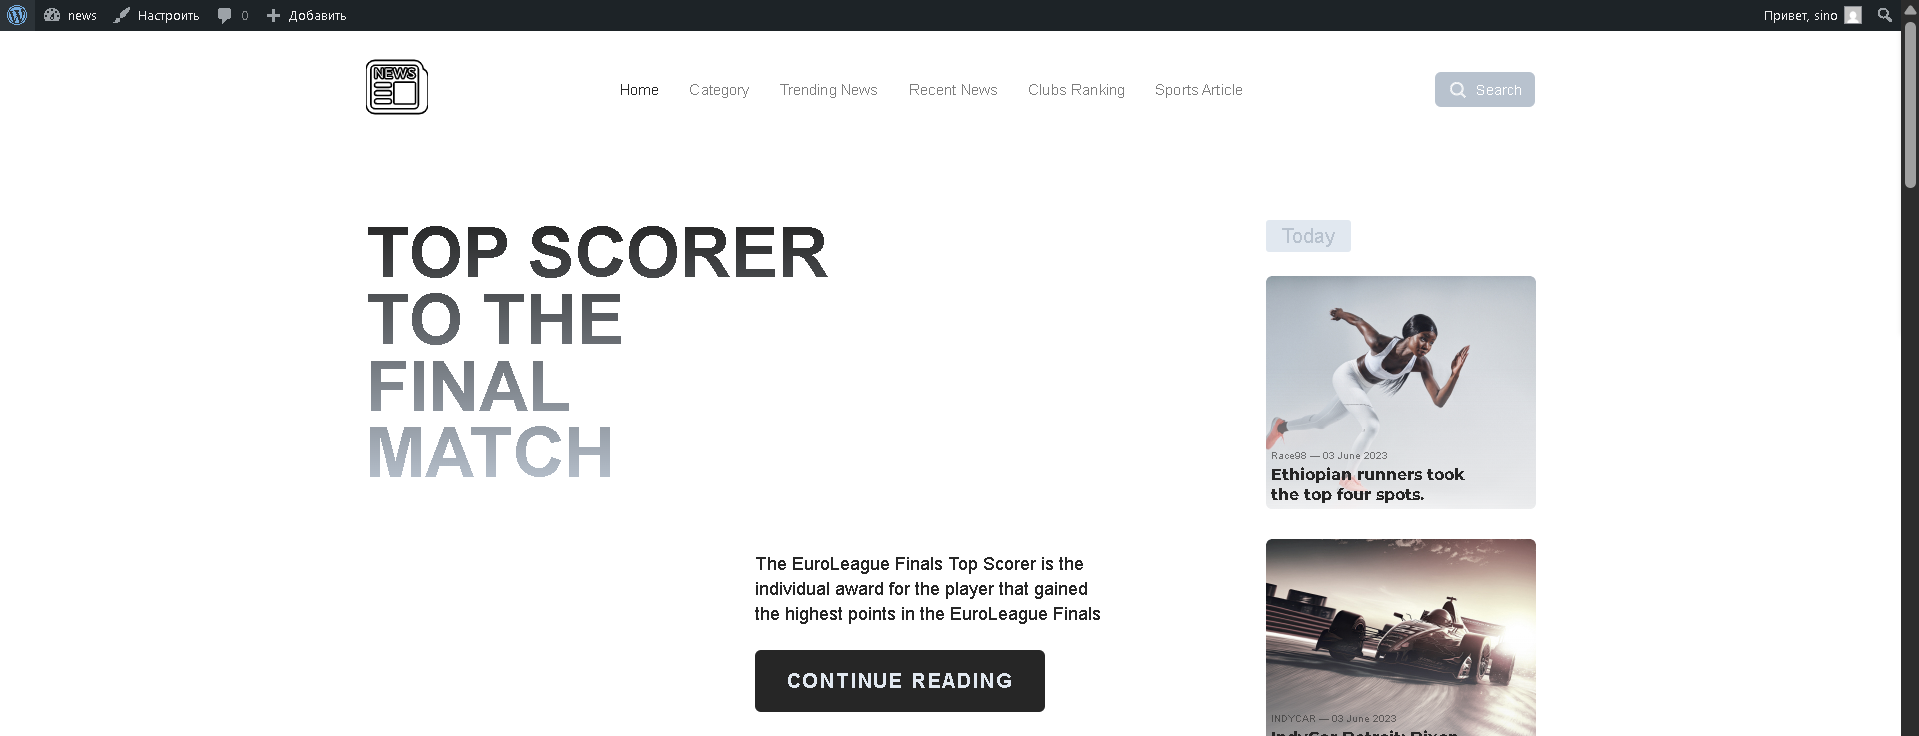 news
Настроить
0
Добавить
Привет, sino
NEWS
Home
Category
Trending News
Recent News
Clubs Ranking
Sports Article
Search
TOP SCORER
TO THE
FINAL
MATCH
The EuroLeague Finals Top Scorer is the
individual award for the player that gained
the highest points in the EuroLeague Finals
CONTINUE READING
Today
Race98 — 03 June 2023
Ethiopian runners took
the top four spots.
INDYCAR — 03 June 2023
IndyCar Detroit: Dixon